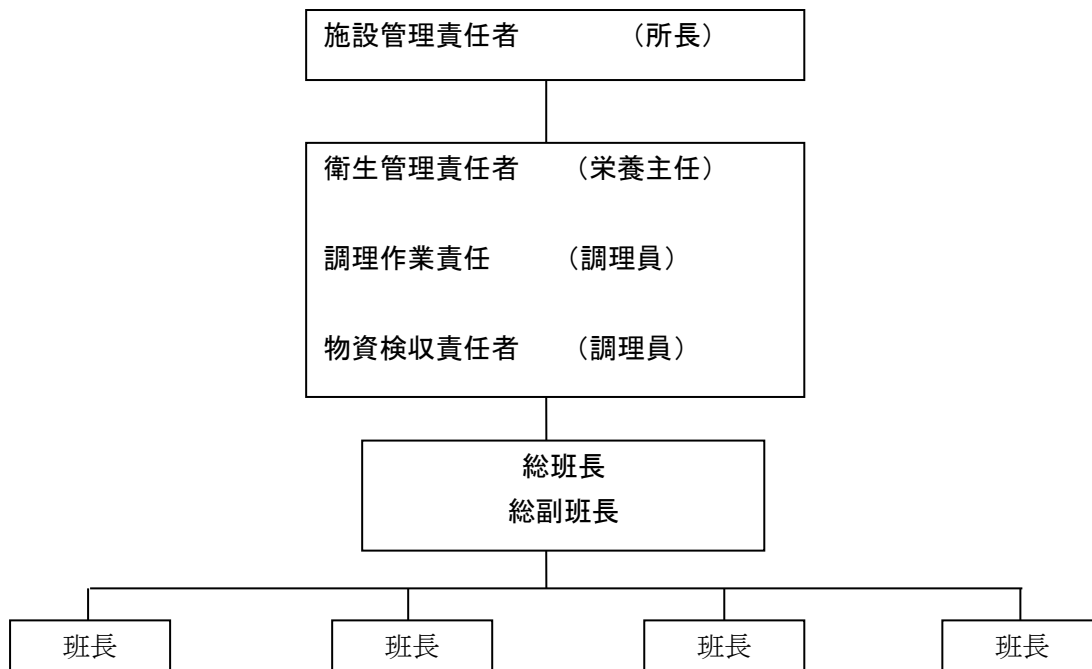 施設管理責任者　　　　（所長）
衛生管理責任者　　（栄養主任）
調理作業責任　　　（調理員）
物資検収責任者　　（調理員）
総班長
総副班長
班長　班長　班長　班長